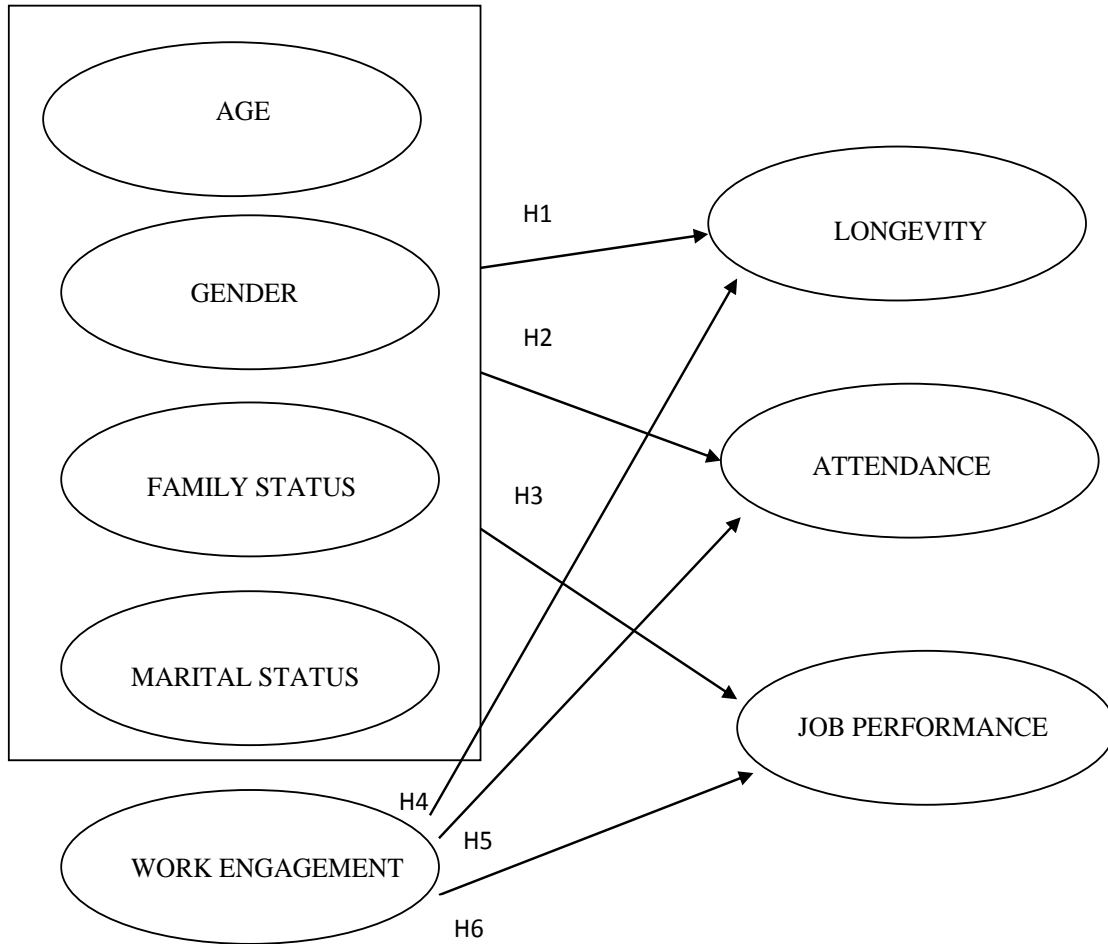 AGE
GENDER
FAMILY STATUS
MARITAL STATUS
WORK ENGAGEMENT
H1
H2
H3
H4
H5
H6
LONGEVITY
ATTENDANCE
JOB PERFORMANCE